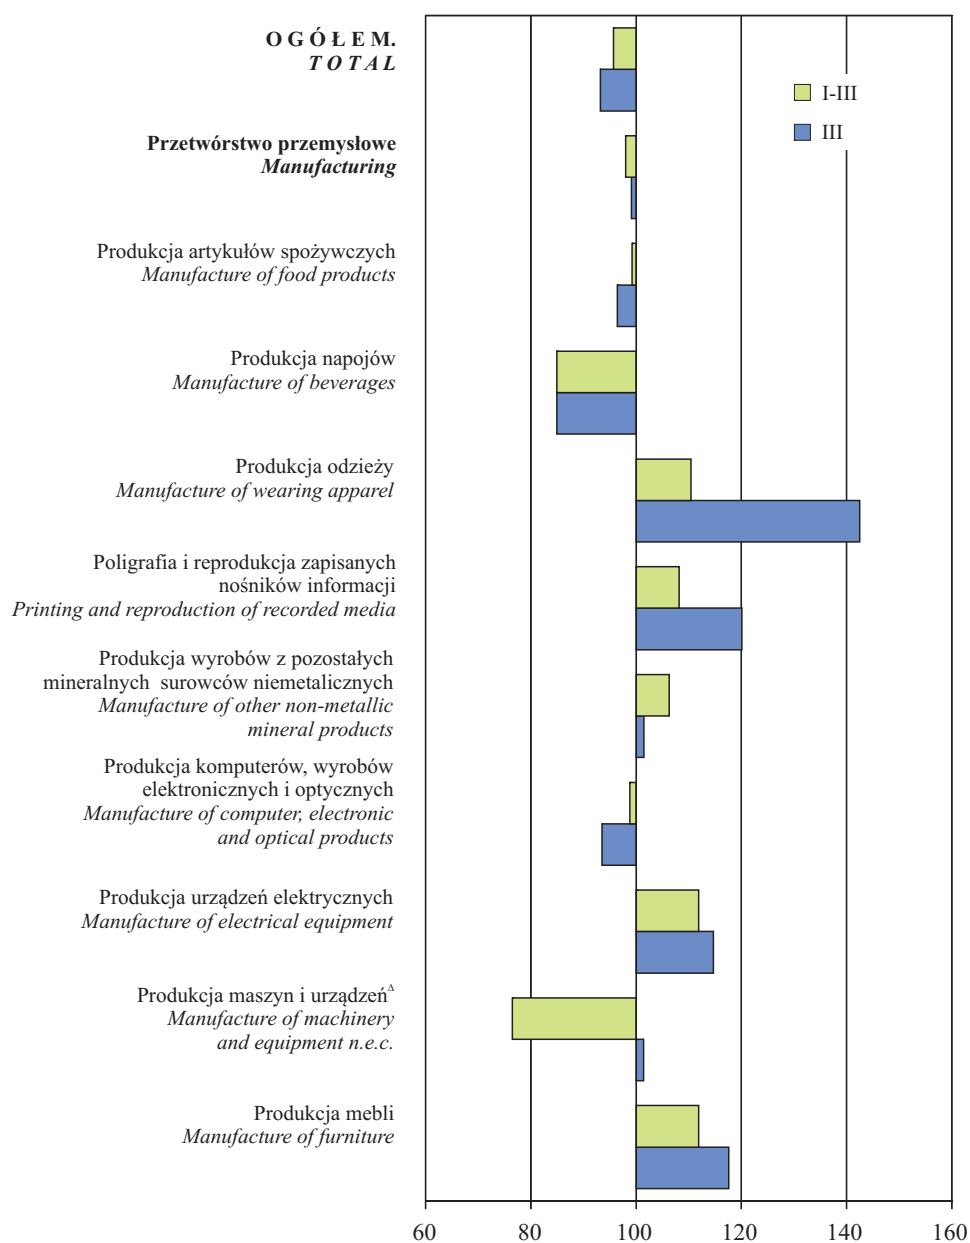 O G Ó Ł E M.
T O T A L
I-III
III
Przetwórstwo przemysłowe
Manufacturing
Produkcja artykułów spożywczych
Manufacture of food products
Produkcja napojów
Manufacture of beverages
Produkcja odzieży
Manufacture of wearing apparel
Poligrafia i reprodukcja zapisanych
nośników informacji
Printing and reproduction of recorded media
Produkcja wyrobów z pozostałych
mineralnych surowców niemetalicznych
Manufacture of other non-metallic
mineral products
Produkcja komputerów, wyrobów
elektronicznych i optycznych
Manufacture of computer, electronic
and optical products
Produkcja urządzeń elektrycznych
Manufacture of electrical equipment
Produkcja maszyn i urządzeń^Δ
Manufacture of machinery
and equipment n.e.c.
Produkcja mebli
Manufacture of furniture
60 80 100 120 140 160